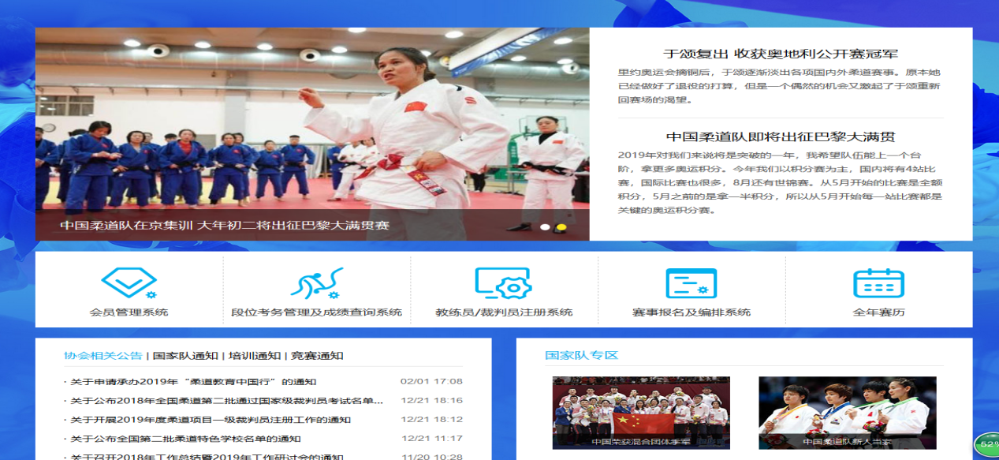 于颂复出 收获奥地利公开赛冠军
里约奥运会摘铜后，于颂逐渐淡出各项国内外柔道赛事。原本她
已经做好了退役的打算，但是一个偶然的机会又激起了于颂重新
回赛场的渴望。
中国柔道队即将出征巴黎大满贯
2019年对我们来说将是突破的一年，我希望队伍能上一个台
阶，拿更多奥运积分。今年我们以积分赛为主，国内将有4站比
赛，国际比赛也很多，8月还有世锦赛。从5月开始的比赛是全额
积分，5月之前的是拿一半积分，所以从5月开始每一站比赛都是
关键的奥运积分赛。
中国柔道队在京集训 大年初二将出征巴黎大满贯赛
会员管理系统
段位考务管理及成绩查询系统
教练员/裁判员注册系统
赛事报名及编排系统
全年赛历
协会相关公告 | 国家队通知 | 培训通知 | 竞赛通知
· 关于申请承办2019年“柔道教育中国行”的通知 02/01 17:08
· 关于公布2018年全国柔道第二批通过国家级裁判员考试名单... 12/21 18:16
· 关于开展2019年度柔道项目一级裁判员注册工作的通知 12/21 18:12
· 关于公布全国第二批柔道特色学校名单的通知 12/21 11:17
· 关于召开2018年工作总结暨2019年工作研讨会的通知 11/20 10:28
国家队专区
中国荣获混合团体季军
中国柔道队新人当家
52%